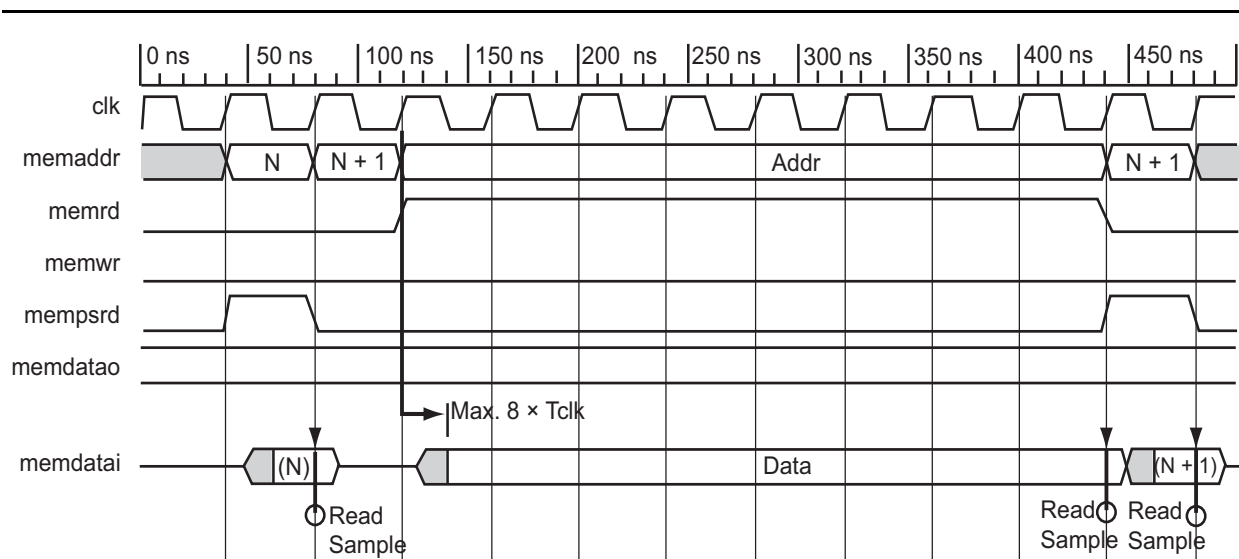 0 ns 50 ns 100 ns 150 ns 200 ns 250 ns 300 ns 350 ns 400 ns 450 ns
clk
memaddr N N + 1 Addr N + 1
memrd
memwr
mempsrd
memdatao
Max. 8 × Tclk
memdatai (N) Data (N + 1)
Read Read Read
Sample Sample Sample